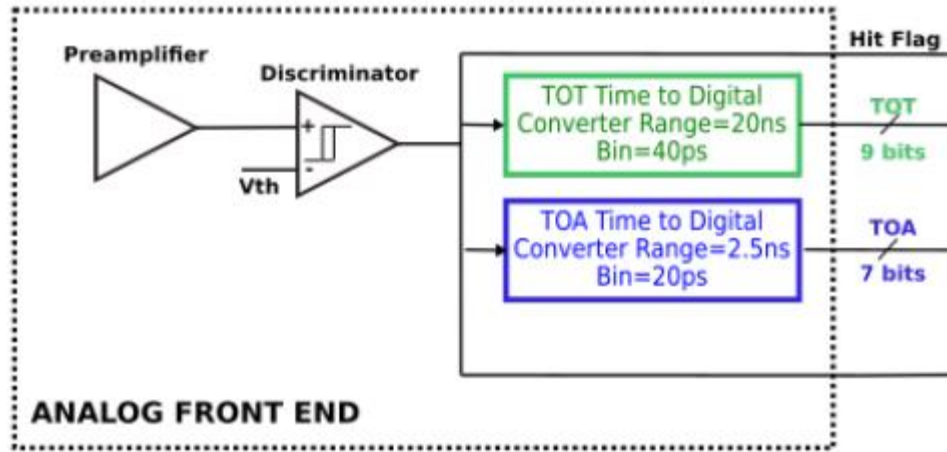 Hit Flag
Preamplifier
Discriminator
+
-
Vth
TOT Time to Digital
Converter Range=20ns
Bin=40ps
TOT
9 bits
TOA Time to Digital
Converter Range=2.5ns
Bin=20ps
TOA
7 bits
ANALOG FRONT END